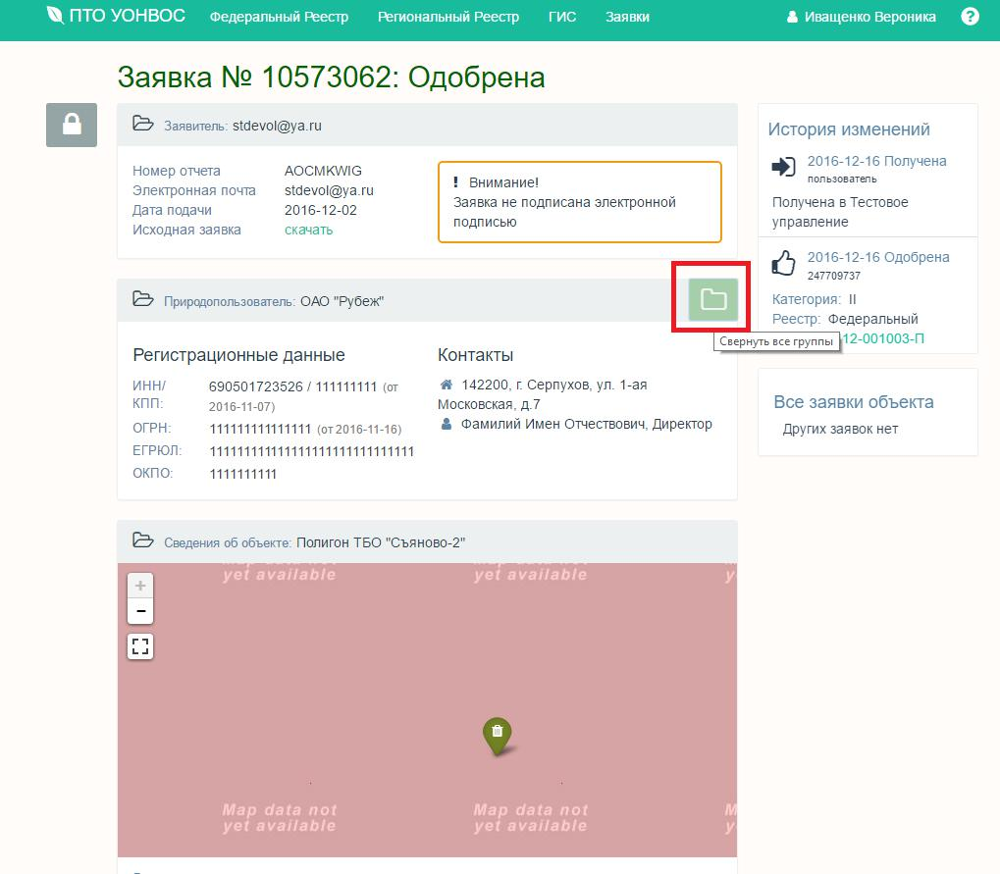 ПТО УОНВОС Федеральный Реестр Региональный Реестр ГИС Заявки Иващенко Вероника ?
Заявка № 10573062: Одобрена
Заявитель: stdevol@ya.ru
Номер отчета AOCMKWIG
Электронная почта stdevol@ya.ru
Дата подачи 2016-12-02
Исходная заявка скачать
! Внимание!
Заявка не подписана электронной
подписью
Природопользователь: ОАО "Рубеж"
Свернуть все группы
Регистрационные данные
ИНН/ 690501723526 / 111111111 (от
КПП: 2016-11-07)
ОГРН: 111111111111111 (от 2016-11-16)
ЕГРЮЛ: 111111111111111111111111111111
ОКПО: 1111111111
Контакты
142200, г. Серпухов, ул. 1-ая
Московская, д.7
Фамилий Имен Отчествович, Директор
Сведения об объекте: Полигон ТБО "Съяново-2"
+
−
Map data not
yet available
Map data not
yet available
M
y
Map data not
yet available
Map data not
yet available
M
y
История изменений
2016-12-16 Получена
пользователь
Получена в Тестовое
управление
2016-12-16 Одобрена
247709737
Категория: II
Реестр: Федеральный
12-001003-П
Все заявки объекта
Других заявок нет